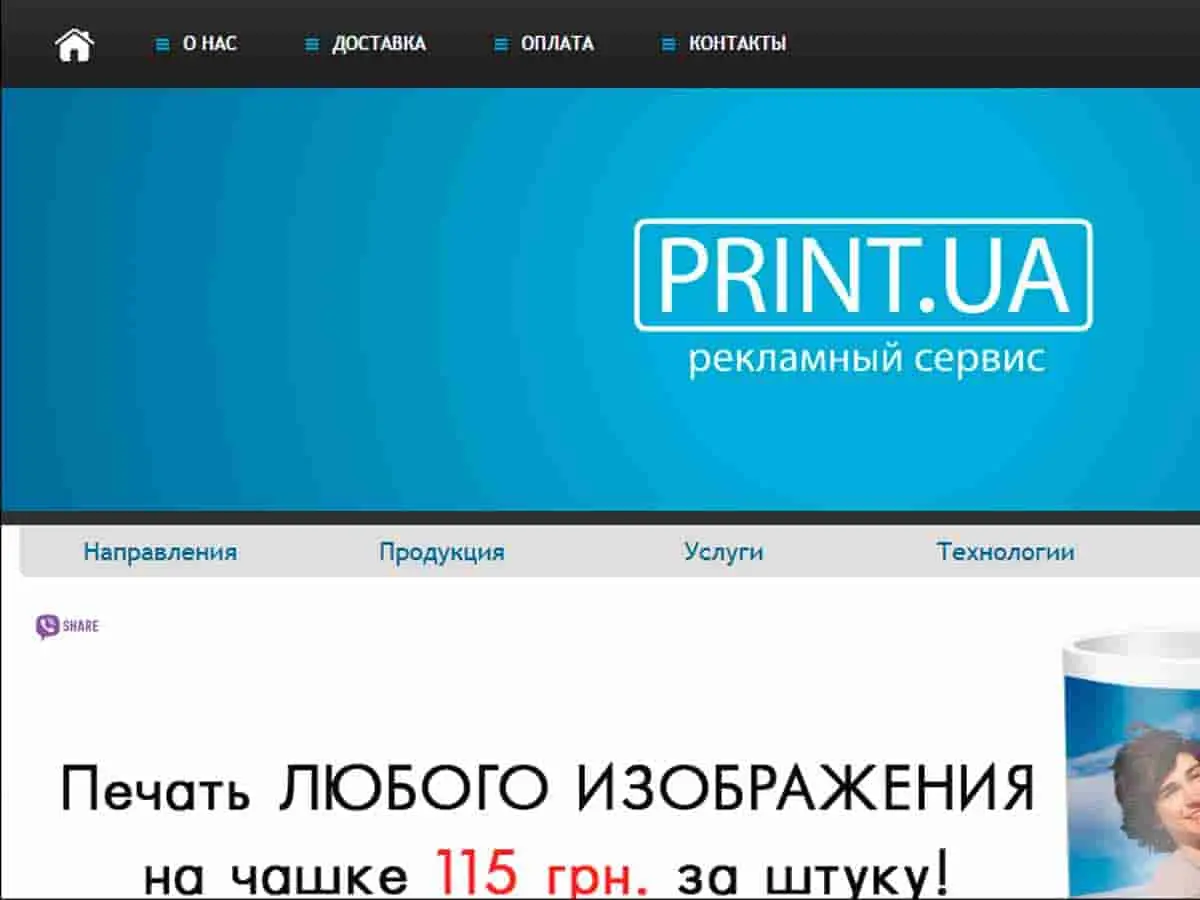 О НАС ДОСТАВКА ОПЛАТА КОНТАКТЫ
PRINT.UA
рекламный сервис
Направления Продукция Услуги Технологии
SHARE
Печать ЛЮБОГО ИЗОБРАЖЕНИЯ
на чашке 115 грн. за штуку!